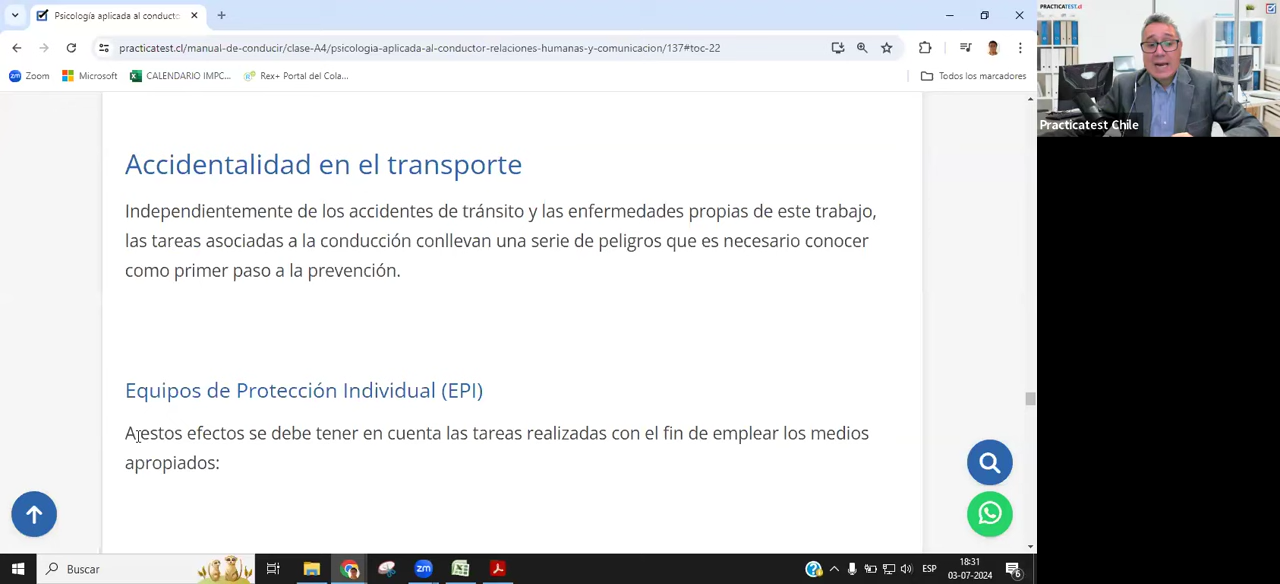 Psicología aplicada al conducto
practicatest.cl/manual-de-conducir/clase-A4/psicologia-aplicada-al-conductor-relaciones-humanas-y-comunicacion/137#toc-22
Zoom
Microsoft
CALENDARIO IMPC...
Rex+ Portal del Cola...
Todos los marcadores
PRACTICATEST.cl
Practicatest Chile
Accidentalidad en el transporte
Independientemente de los accidentes de tránsito y las enfermedades propias de este trabajo,
las tareas asociadas a la conducción conllevan una serie de peligros que es necesario conocer
como primer paso a la prevención.
Equipos de Protección Individual (EPI)
A estos efectos se debe tener en cuenta las tareas realizadas con el fin de emplear los medios
apropiados:
Buscar
zm
ESP
18:31
03-07-2024
6